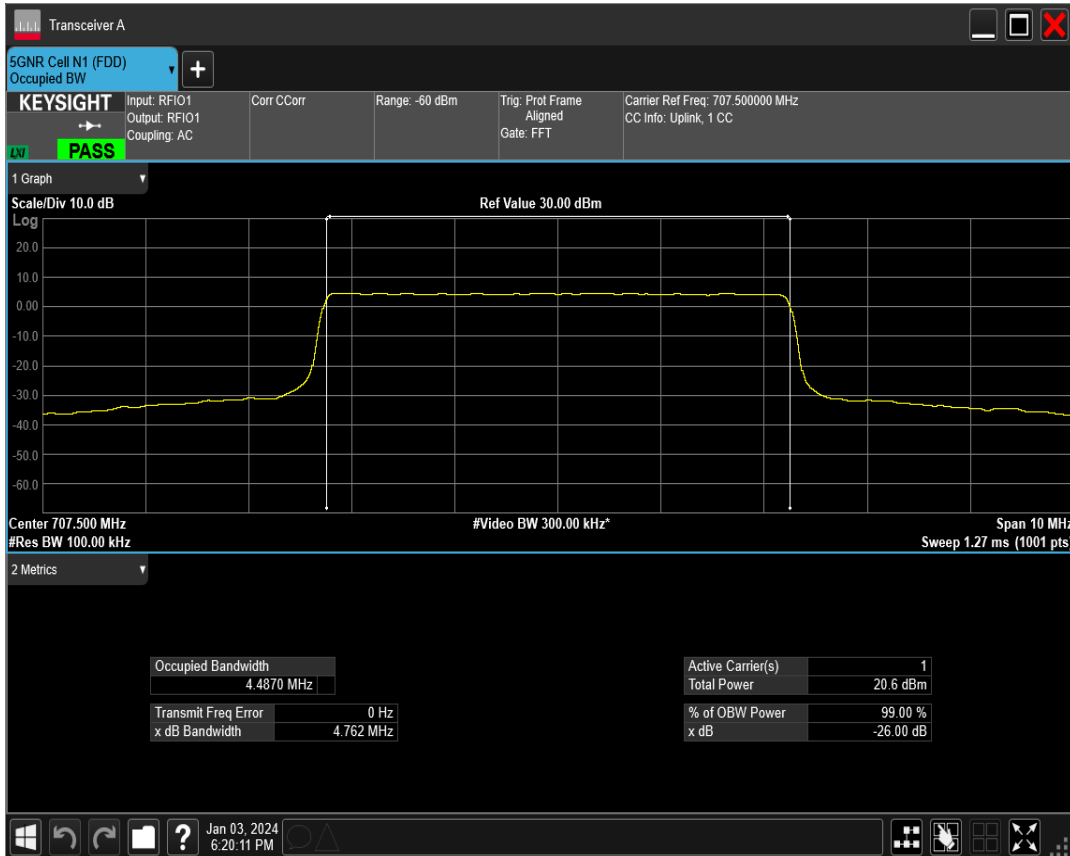 Transceiver A
5GNR Cell N1 (FDD)
Occupied BW
+
KEYSIGHT
LXI
PASS
Input: RFIO1
Output: RFIO1
Coupling: AC
Corr CCorr
Range: -60 dBm
Trig: Prot Frame
Aligned
Gate: FFT
Carrier Ref Freq: 707.500000 MHz
CC Info: Uplink, 1 CC
1 Graph
Scale/Div 10.0 dB
Ref Value 30.00 dBm
Log
20.0
10.0
0.00
-10.0
-20.0
-30.0
-40.0
-50.0
-60.0
Center 707.500 MHz
#Video BW 300.00 kHz*
Span 10 MHz
#Res BW 100.00 kHz
Sweep 1.27 ms (1001 pts)
2 Metrics
Occupied Bandwidth
4.4870 MHz
Transmit Freq Error 0 Hz
x dB Bandwidth 4.762 MHz
Active Carrier(s) 1
Total Power 20.6 dBm
% of OBW Power 99.00 %
x dB -26.00 dB
?
Jan 03, 2024
6:20:11 PM